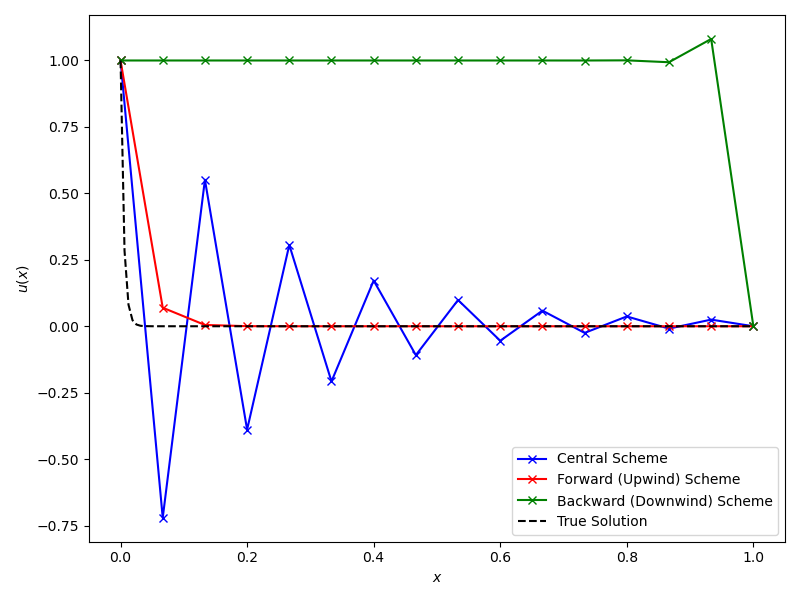 1.00
0.75
0.50
0.25
0.00
−0.25
−0.50
−0.75
u(x)
0.0
0.2
0.4
0.6
0.8
1.0
x
Central Scheme
Forward (Upwind) Scheme
Backward (Downwind) Scheme
True Solution